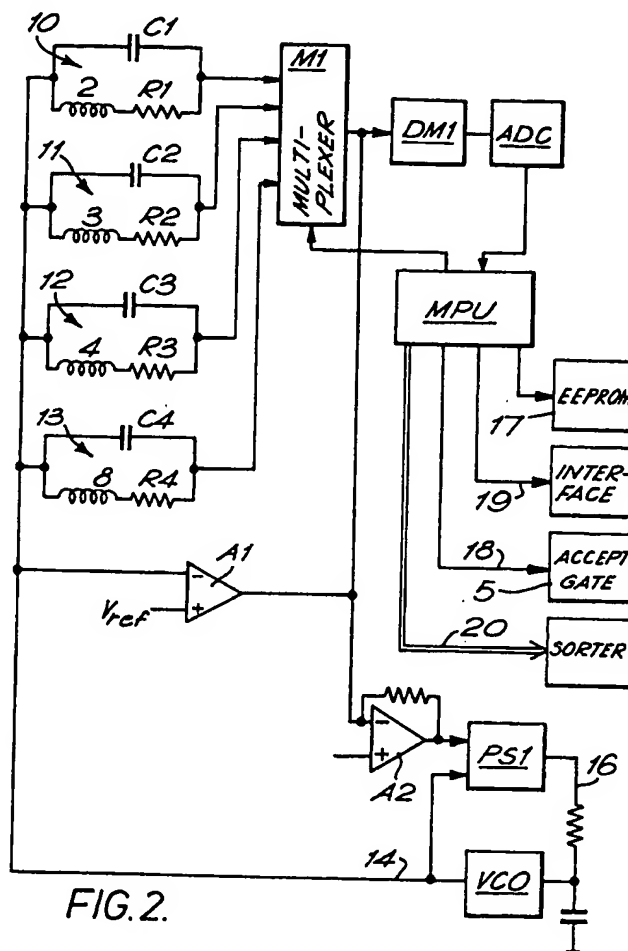 10
C1
2
R1
M1
MULTI-
PLEXER
DM1
ADC
11
C2
3
R2
MPU
12
C3
4
R3
EEPROM
17
13
C4
8
R4
INTER-
FACE
19
A1
Vref
-
+
18
ACCEPT
GATE
5
20
SORTER
-
+
A2
PS1
16
14
VCO
FIG.2.